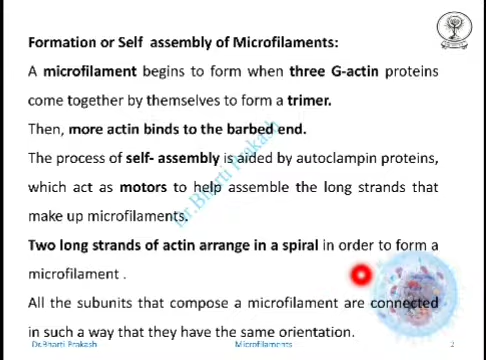 Formation or Self assembly of Microfilaments:
A microfilament begins to form when three G-actin proteins
come together by themselves to form a trimer.
Then, more actin binds to the barbed end.
The process of self- assembly is aided by autoclampin proteins,
which act as motors to help assemble the long strands that
make up microfilaments.
Two long strands of actin arrange in a spiral in order to form a
microfilament .
All the subunits that compose a microfilament are connected
in such a way that they have the same orientation.
Dr.Bharti Prakash
Dr.Bharti Prakash Microfilaments 2